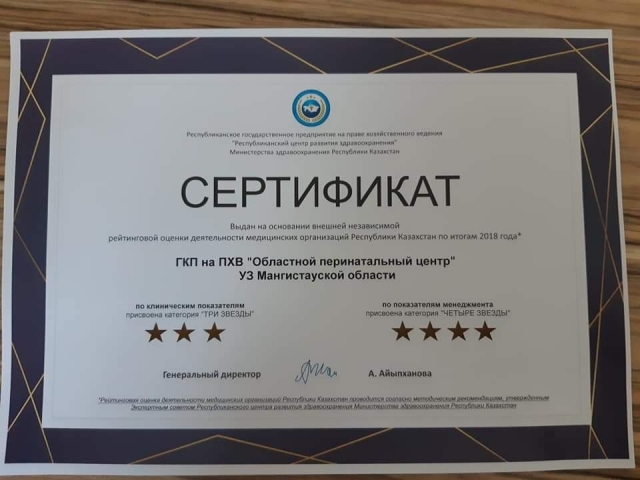 Республиканское государственное предприятие на праве хозяйственного ведения
"Республиканский центр развития здравоохранения"
Министерства здравоохранения Республики Казахстан
СЕРТИФИКАТ
Выдан на основании внешней независимой
рейтинговой оценки деятельности медицинских организаций Республики Казахстан по итогам 2018 года*
ГКП на ПХВ "Областной перинатальный центр"
УЗ Мангистауской области
по клиническим показателям
присвоена категория "ТРИ ЗВЕЗДЫ"
по показателям менеджмента
присвоена категория "ЧЕТЫРЕ ЗВЕЗДЫ"
Генеральный директор
А. Айыпханова
*Рейтинговая оценка деятельности медицинских организаций Республики Казахстан проводится согласно методическим рекомендациям, утвержденным
Экспертным советом Республиканского центра развития здравоохранения Министерства здравоохранения Республики Казахстан